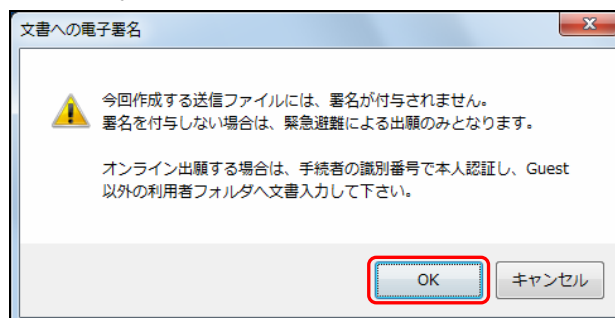 文書への電子署名
今回作成する送信ファイルには、署名が付与されません。
署名を付与しない場合は、緊急避難による出願のみとなります。
オンライン出願する場合は、手続者の識別番号で本人認証し、Guest
以外の利用者フォルダへ文書入力して下さい。
OK
キャンセル